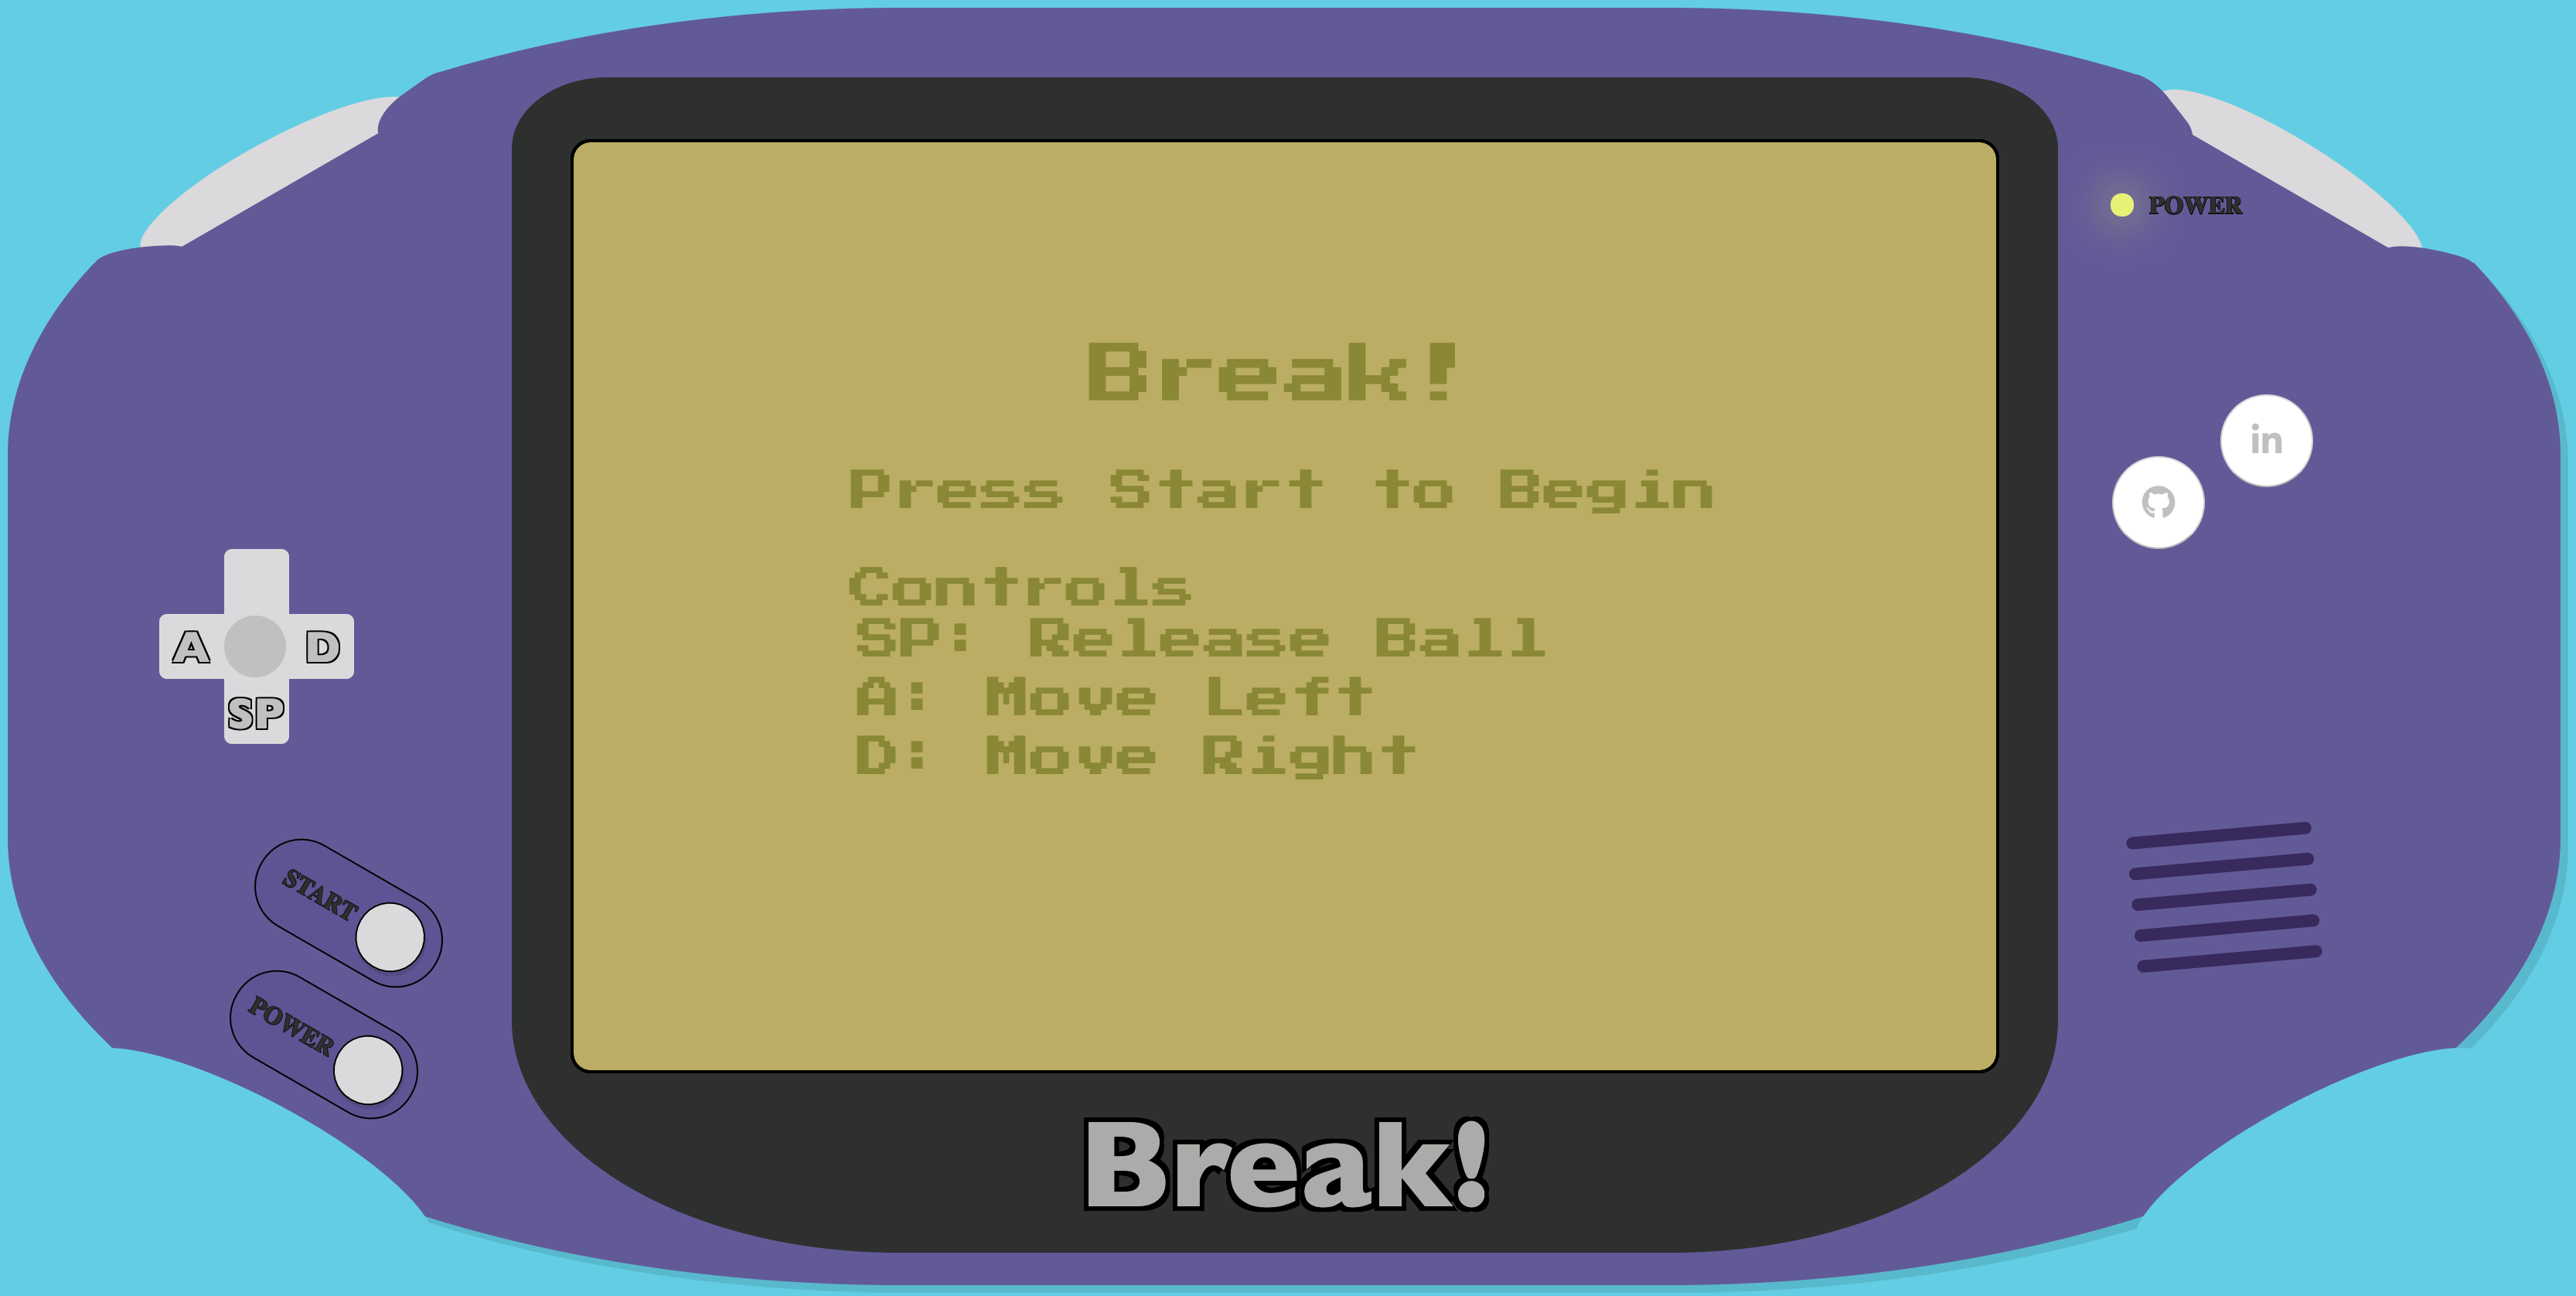 POWER
Break!
Press Start to Begin
in
Controls
SP: Release Ball
A: Move Left
D: Move Right
A D
SP
START
POWER
Break!